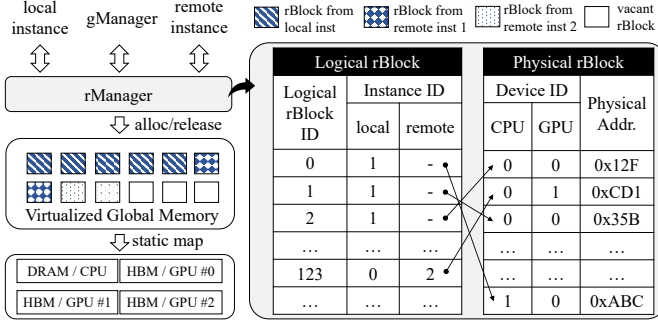 local instance
gManager
remote instance
rBlock from local inst
rBlock from remote inst 1
rBlock from remote inst 2
vacant rBlock
rManager
alloc/release
Virtualized Global Memory
static map
DRAM / CPU
HBM / GPU #0
HBM / GPU #1
HBM / GPU #2
Logical rBlock
Logical rBlock ID
Instance ID
local remote
0 1 -
1 1 -
2 1 -
... ... ...
123 0 2
... ... ...
Physical rBlock
Device ID
Physical Addr.
CPU GPU
0 0 0x12F
0 1 0xCD1
0 0 0x35B
... ... ...
... ... ...
1 0 0xABC